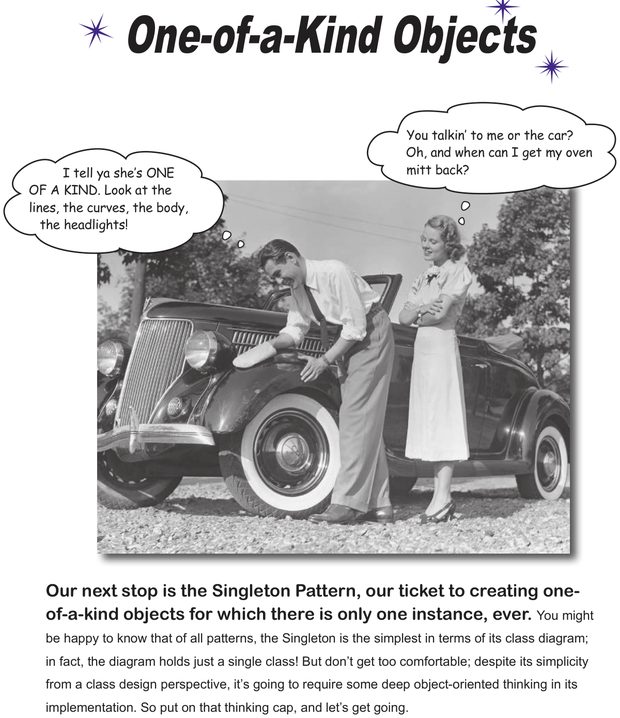 One-of-a-Kind Objects
You talkin' to me or the car?
Oh, and when can I get my oven
mitt back?
I tell ya she's ONE
OF A KIND. Look at the
lines, the curves, the body,
the headlights!
Our next stop is the Singleton Pattern, our ticket to creating one-
of-a-kind objects for which there is only one instance, ever. You might
be happy to know that of all patterns, the Singleton is the simplest in terms of its class diagram;
in fact, the diagram holds just a single class! But don't get too comfortable; despite its simplicity
from a class design perspective, it's going to require some deep object-oriented thinking in its
implementation. So put on that thinking cap, and let's get going.